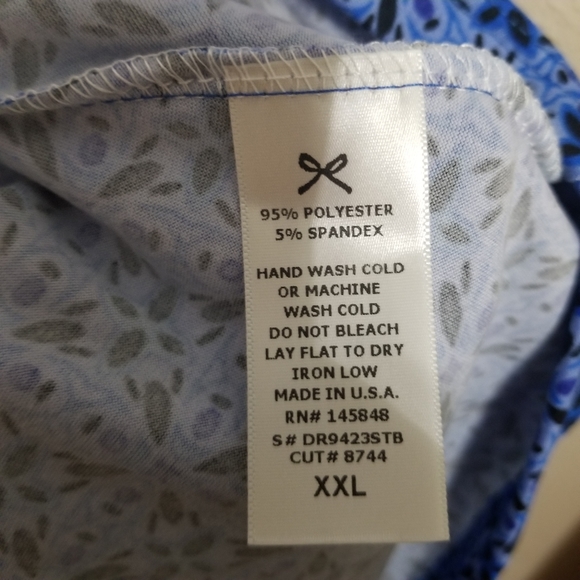 95% POLYESTER
5% SPANDEX
HAND WASH COLD
OR MACHINE
WASH COLD
DO NOT BLEACH
LAY FLAT TO DRY
IRON LOW
MADE IN U.S.A.
RN# 145848
S# DR9423STB
CUT# 8744
XXL